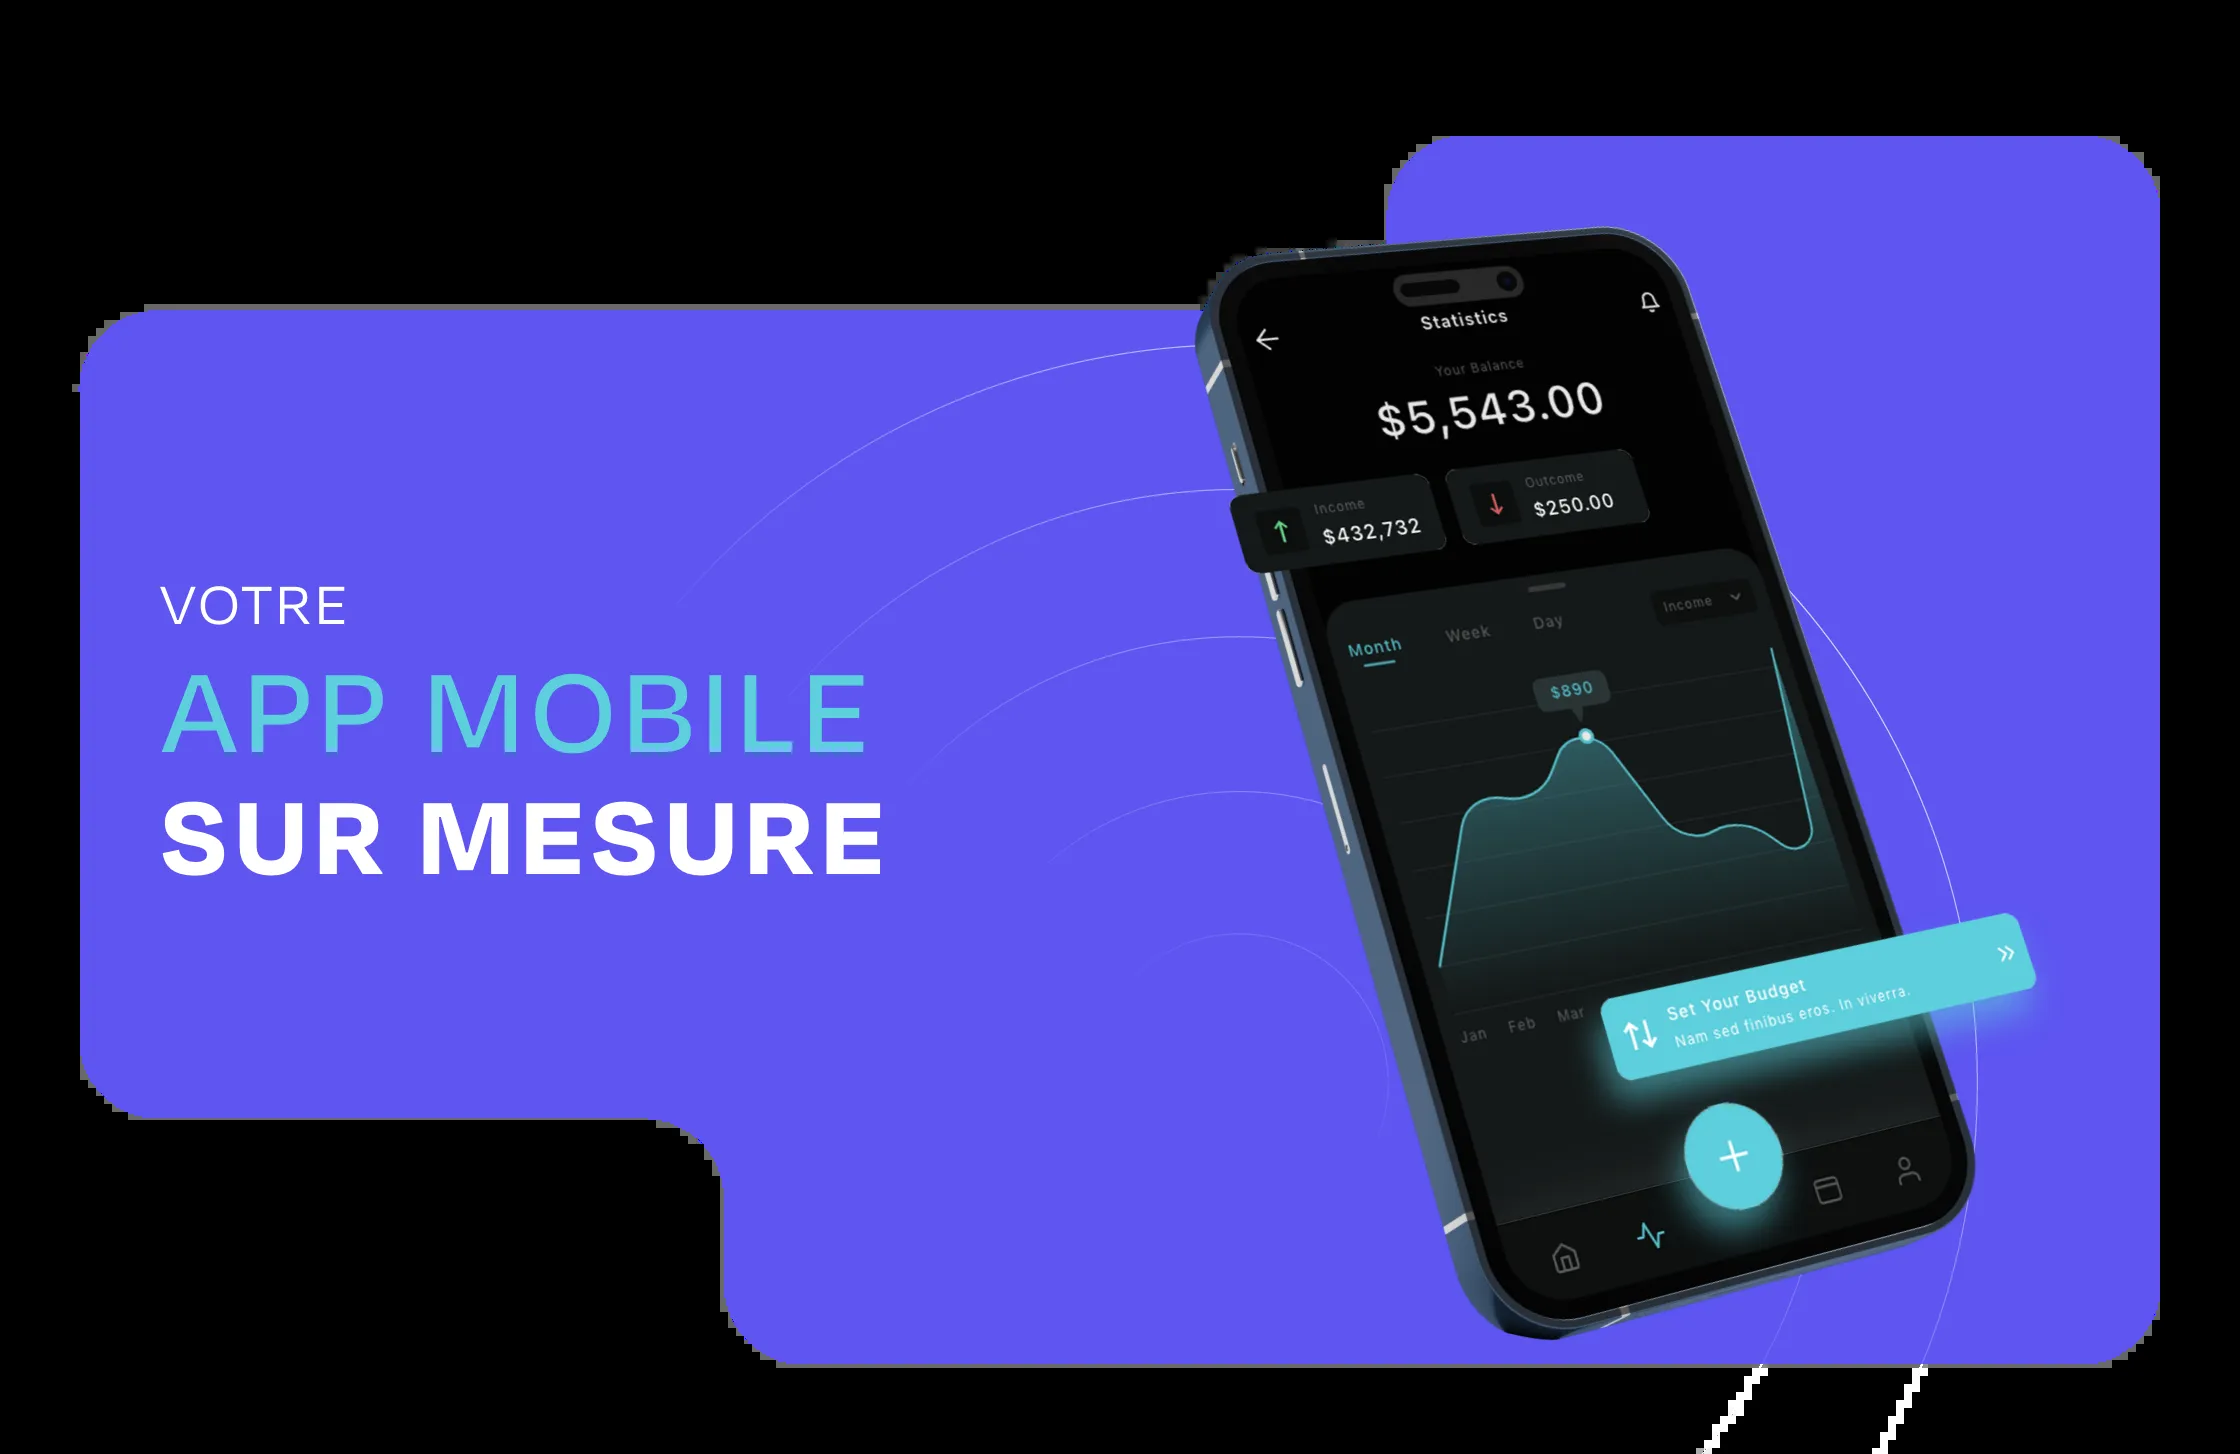 VOTRE
APP MOBILE
SUR MESURE
Statistics
Your Balance
$5,543.00
Income
$432,732
Outcome
$250.00
Month Week Day Income
$890
Jan Feb Mar
Set Your Budget
Nam sed finibus eros. In viverra.